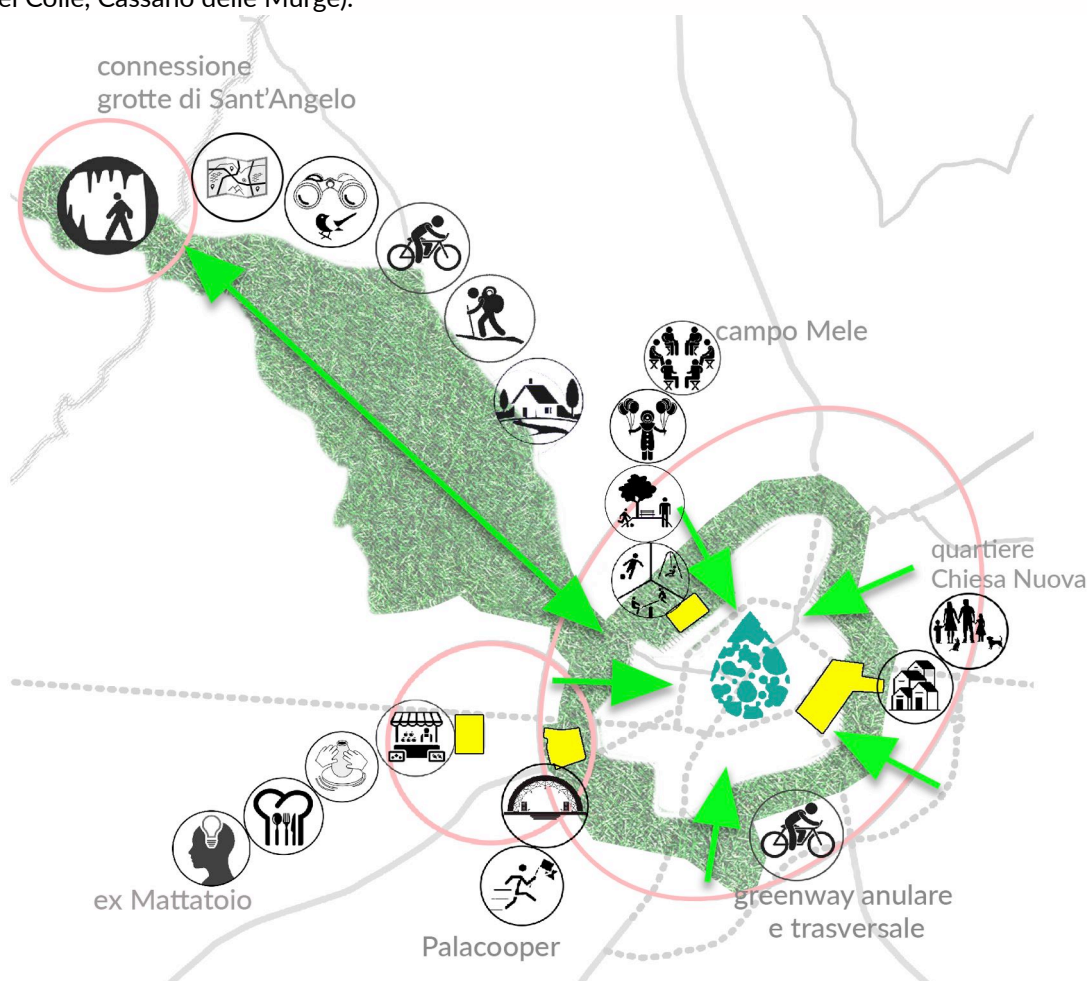 el Colle, Cassano delle Murge).
connessione
grotte di Sant'Angelo
campo Mele
quartiere
Chiesa Nuova
ex Mattatoio
greenway anulare
e trasversale
Palacooper